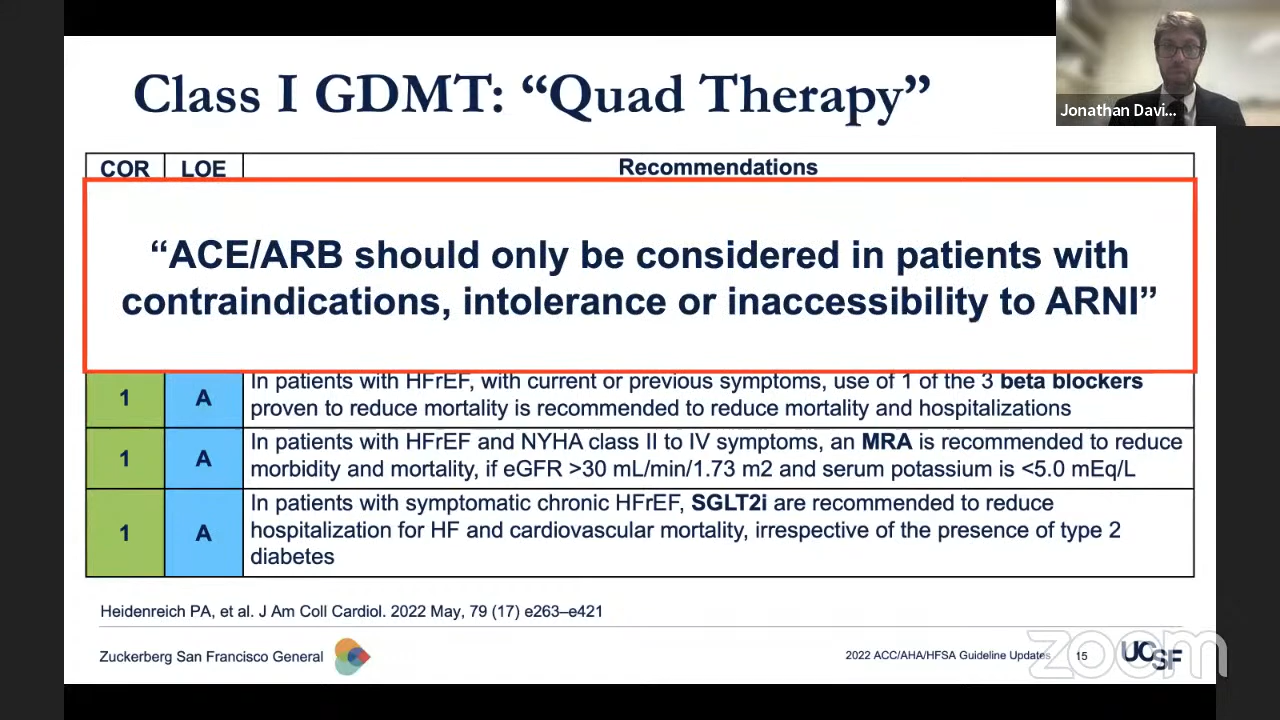 Class I GDMT: “Quad Therapy”
Jonathan Davi...
COR LOE Recommendations
“ACE/ARB should only be considered in patients with
contraindications, intolerance or inaccessibility to ARNI”
1 A In patients with HFrEF, with current or previous symptoms, use of 1 of the 3 beta blockers
proven to reduce mortality is recommended to reduce mortality and hospitalizations
1 A In patients with HFrEF and NYHA class II to IV symptoms, an MRA is recommended to reduce
morbidity and mortality, if eGFR >30 mL/min/1.73 m2 and serum potassium is <5.0 mEq/L
1 A In patients with symptomatic chronic HFrEF, SGLT2i are recommended to reduce
hospitalization for HF and cardiovascular mortality, irrespective of the presence of type 2
diabetes
Heidenreich PA, et al. J Am Coll Cardiol. 2022 May, 79 (17) e263–e421
Zuckerberg San Francisco General
2022 ACC/AHA/HFSA Guideline Updates 15 UCSF
zoom